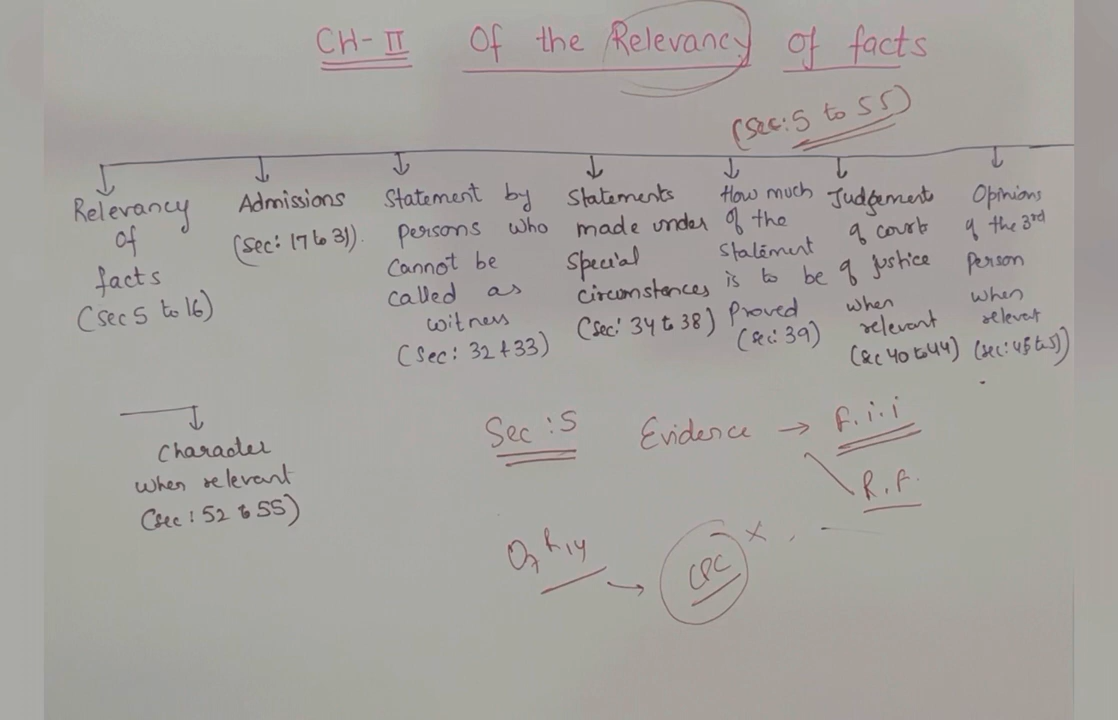 CH-II Of the Relevancy of facts
(Sec: 5 to 55)
Relevancy
of
facts
(Sec 5 to 16)
Admissions
(Sec: 17 to 31).
Statement by
persons who
cannot be
called as
witness
(Sec: 32 + 33)
Statements
made under
Special
circumstances
(Sec: 34 to 38)
How much
of the
Statement
is to be
Proved
(Sec: 39)
Judgements
of courts
of justice
when
relevant
(Sec 40 to 44)
Opinions
of the 3rd
Person
when
relevant
(Sec: 45 to 51)
Character
when relevant
(Sec: 52 to 55)
Sec: 5 Evidence → F.i.i
R.F.
O7 R14 → CPC x